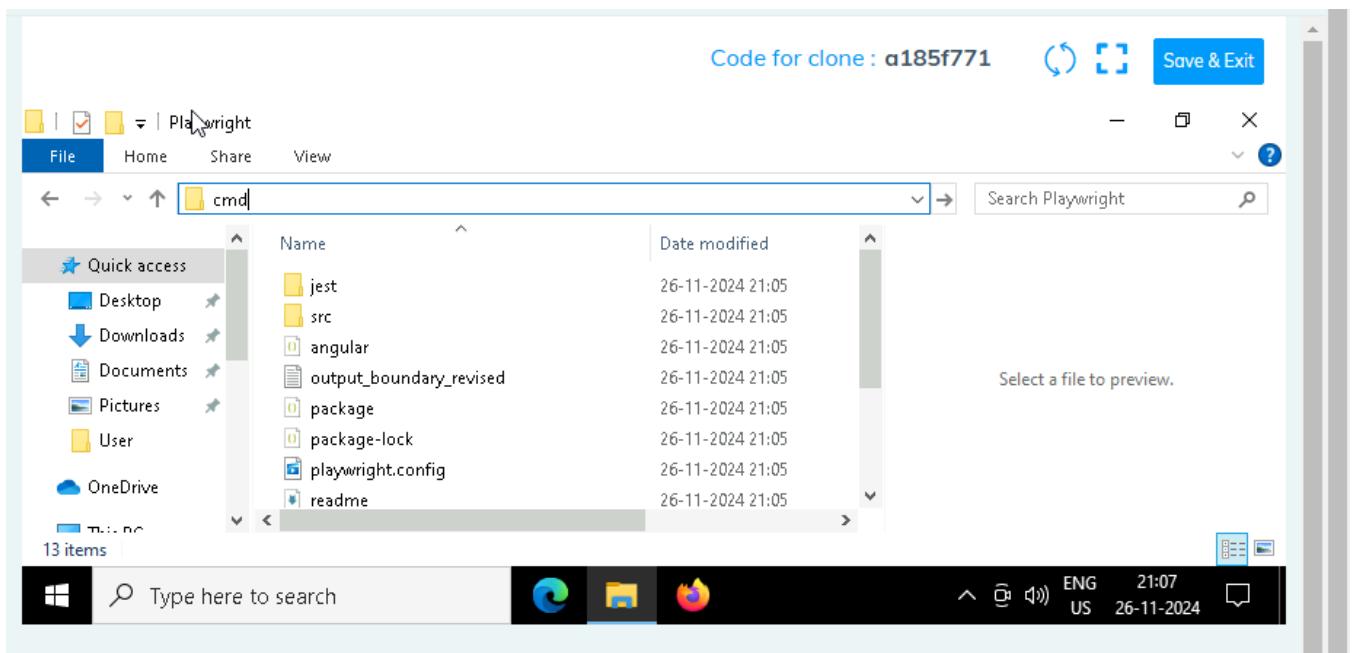 Code for clone : a185f771
Save & Exit
Playwright
File Home Share View
cmd
Search Playwright
Name Date modified
Quick access
Desktop
Downloads
Documents
Pictures
User
OneDrive
This PC
jest 26-11-2024 21:05
src 26-11-2024 21:05
angular 26-11-2024 21:05
output_boundary_revised 26-11-2024 21:05
package 26-11-2024 21:05
package-lock 26-11-2024 21:05
playwright.config 26-11-2024 21:05
readme 26-11-2024 21:05
Select a file to preview.
13 items
Type here to search
ENG
US
21:07
26-11-2024